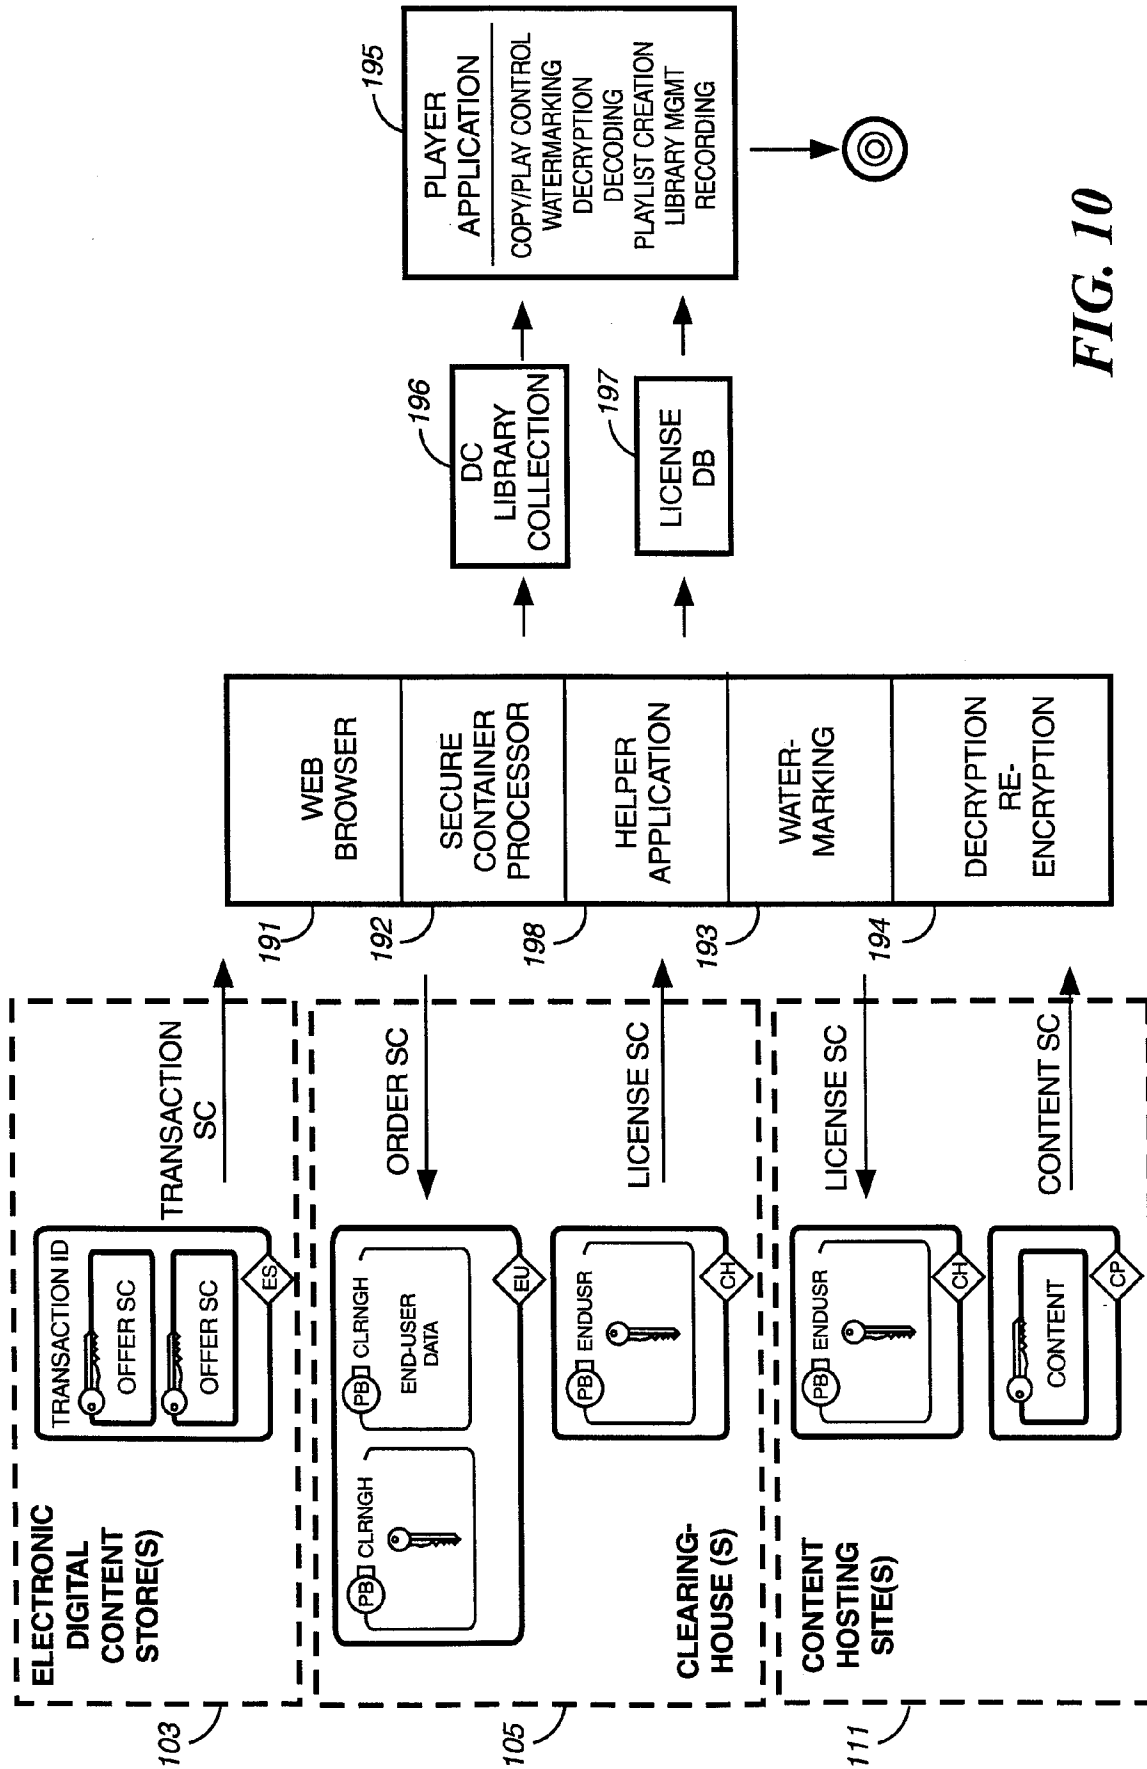 103
ELECTRONIC
DIGITAL
CONTENT
STORE(S)
TRANSACTION ID
OFFER SC
OFFER SC
ES
TRANSACTION
SC
105
CLEARING-
HOUSE (S)
PB
CLRNGH
PB
CLRNGH
END-USER
DATA
EU
ORDER SC
PB
ENDUSR
CH
LICENSE SC
111
CONTENT
HOSTING
SITE(S)
PB
ENDUSR
CH
LICENSE SC
CONTENT
CP
CONTENT SC
191
WEB
BROWSER
192
SECURE
CONTAINER
PROCESSOR
198
HELPER
APPLICATION
193
WATER-
MARKING
194
DECRYPTION
RE-
ENCRYPTION
196
DC
LIBRARY
COLLECTION
197
LICENSE
DB
195
PLAYER
APPLICATION
COPY/PLAY CONTROL
WATERMARKING
DECRYPTION
DECODING
PLAYLIST CREATION
LIBRARY MGMT
RECORDING
FIG. 10